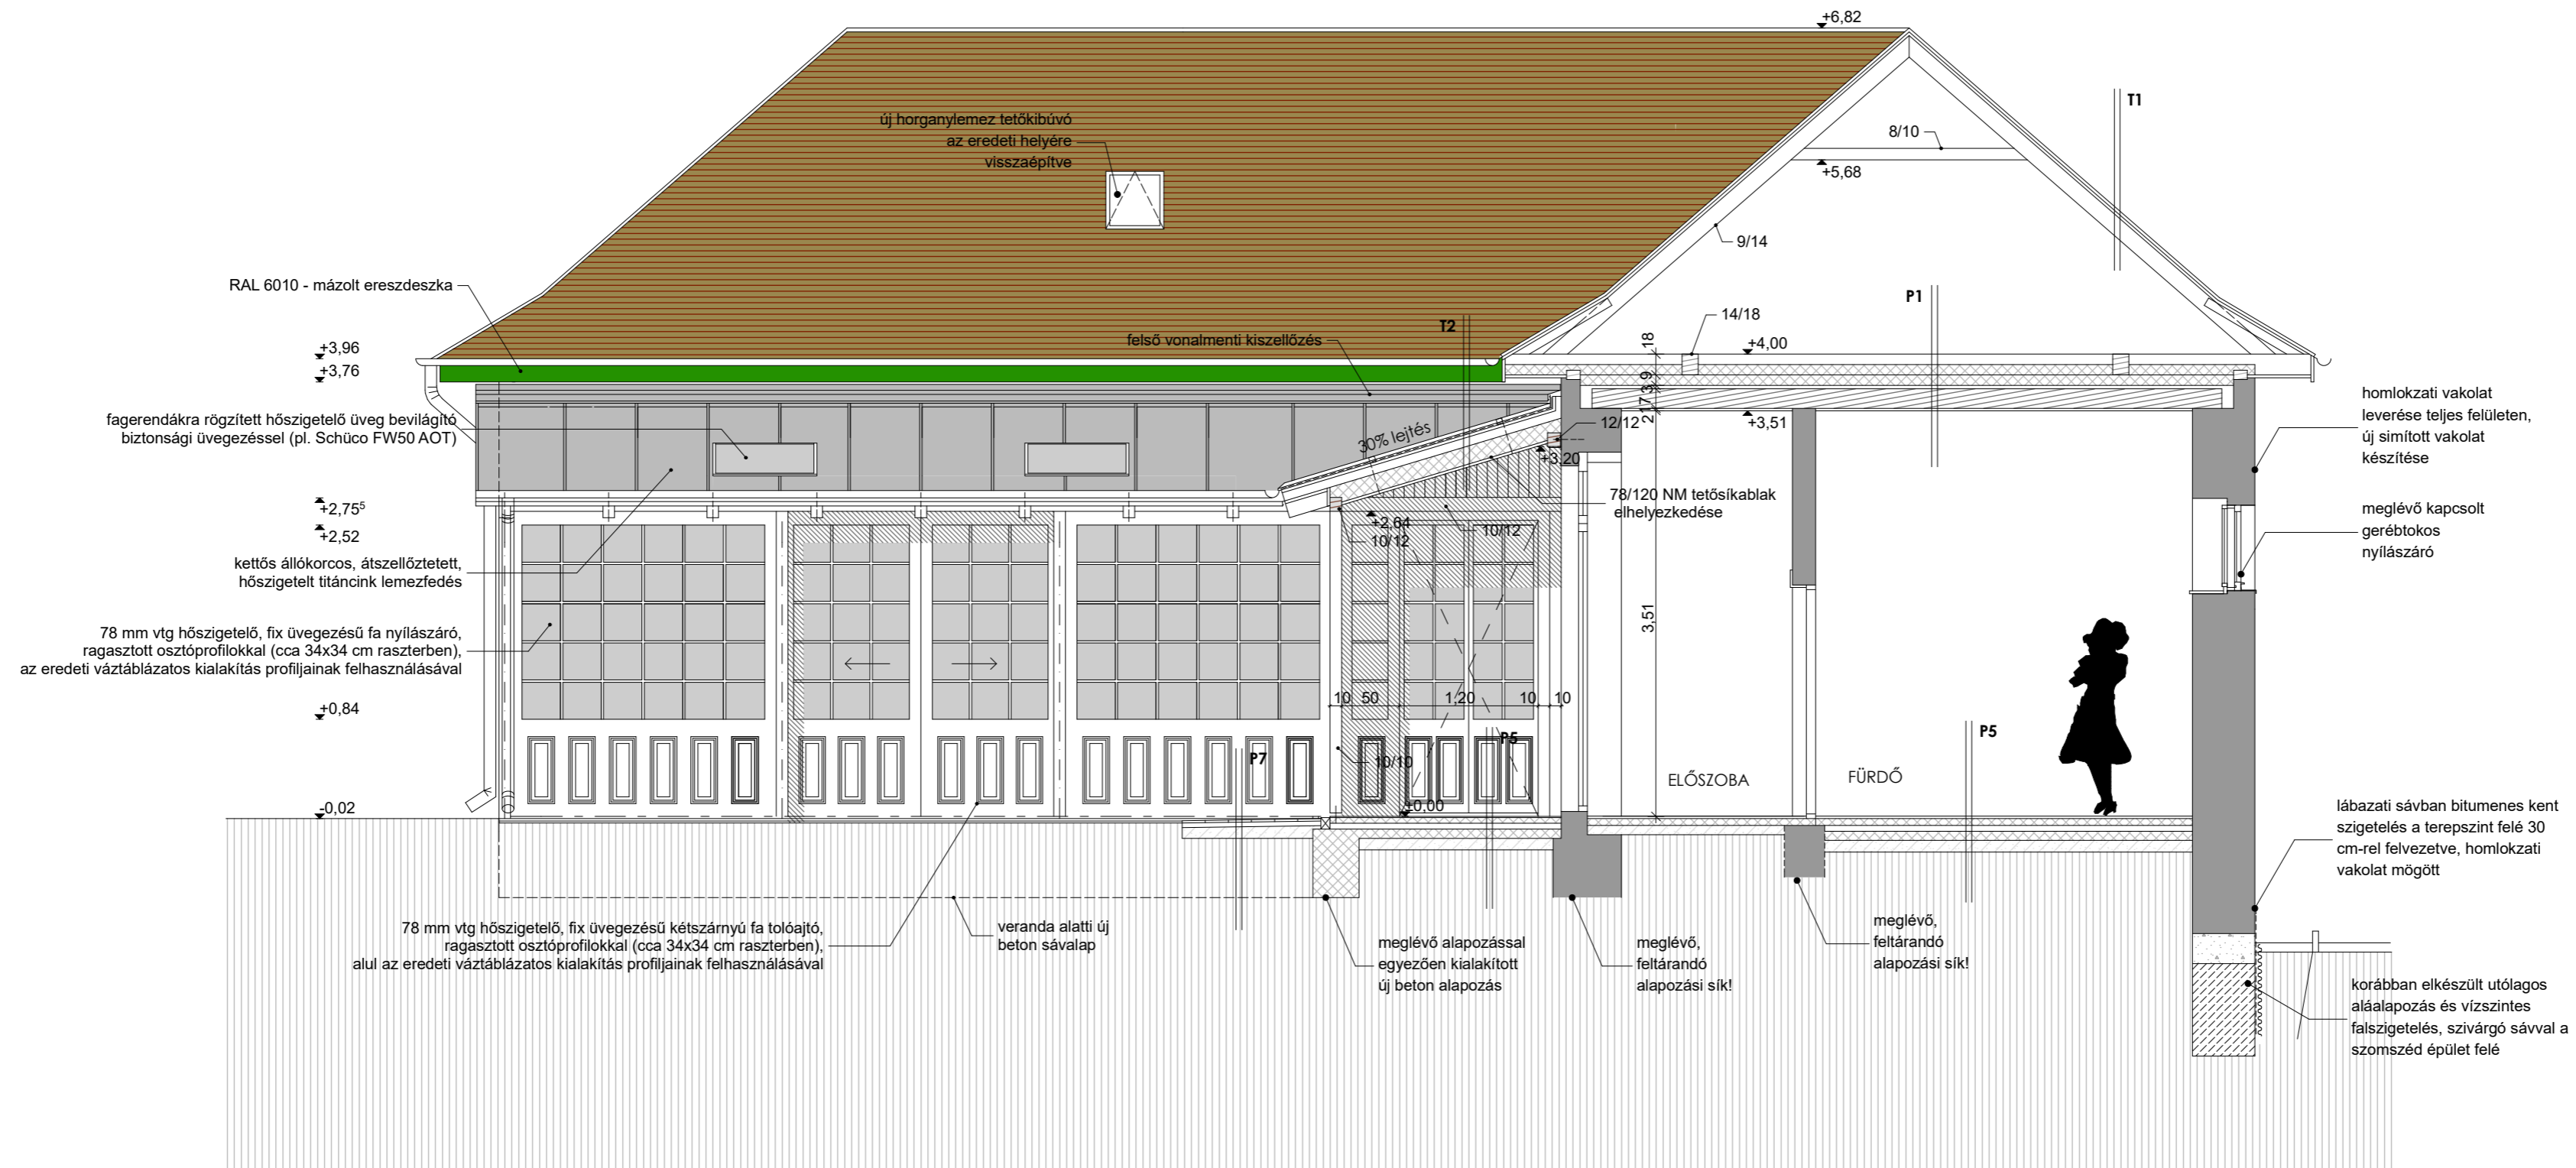 +6,82
T1
új horganylemez tetőkibúvó
az eredeti helyére
visszaépítve
8/10
+5,68
9/14
RAL 6010 - mázolt ereszdeszka
P1
14/18
T2
felső vonalmenti kiszellőzés
18
+4,00
+3,96
+3,76
9
3
17
2
homlokzati vakolat
leverése teljes felületen,
új simított vakolat
készítése
fagerendákra rögzített hőszigetelő üveg bevilágító
biztonsági üvegezéssel (pl. Schüco FW50 AOT)
30% lejtés
12/12
+3,51
+3,20
78/120 NM tetősíkablak
elhelyezkedése
+2,75⁵
+2,52
+2,64
10/12
10/12
meglévő kapcsolt
gerébtokos
nyílászáró
kettős állókorcos, átszellőztetett,
hőszigetelt titáncink lemezfedés
3,51
78 mm vtg hőszigetelő, fix üvegezésű fa nyílászáró,
ragasztott osztóprofilokkal (cca 34x34 cm raszterben),
az eredeti váztáblázatos kialakítás profiljainak felhasználásával
+0,84
10 50 1,20 10 10
P7
P5
P5
10/10
ELŐSZOBA
FÜRDŐ
-0,02
±0,00
lábazati sávban bitumenes kent
szigetelés a terepszint felé 30
cm-rel felvezetve, homlokzati
vakolat mögött
78 mm vtg hőszigetelő, fix üvegezésű kétszárnyú fa tolóajtó,
ragasztott osztóprofilokkal (cca 34x34 cm raszterben),
alul az eredeti váztáblázatos kialakítás profiljainak felhasználásával
veranda alatti új
beton sávalap
meglévő alapozással
egyezően kialakított
új beton alapozás
meglévő,
feltárandó
alapozási sík!
meglévő,
feltárandó
alapozási sík!
korábban elkészült utólagos
aláalapozás és vízszintes
falszigetelés, szivárgó sávval a
szomszéd épület felé